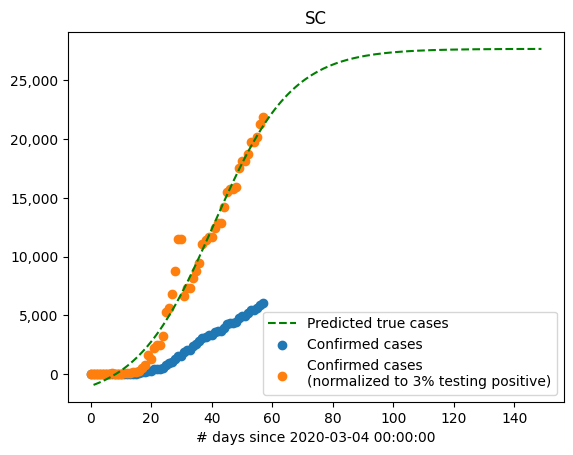 SC
25,000
20,000
15,000
10,000
5,000
0
Predicted true cases
Confirmed cases
Confirmed cases
(normalized to 3% testing positive)
0 20 40 60 80 100 120 140
# days since 2020-03-04 00:00:00